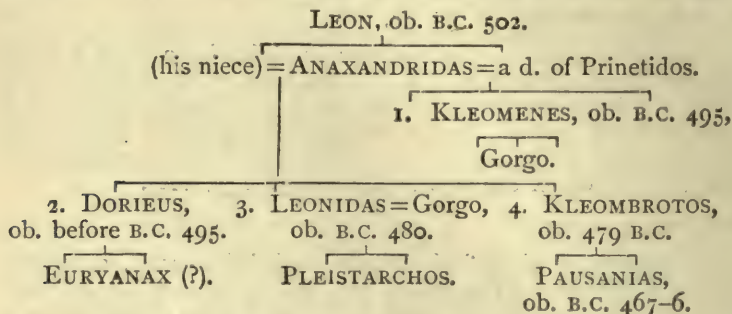 LEON, ob. B.C. 502.
(his niece)=ANAXANDRIDAS=a d. of Prinetidos.
1. KLEOMENES, ob. B.C. 495,
Gorgo.
2. DORIEUS, 3. LEONIDAS=Gorgo, 4. KLEOMBROTOS,
ob. before B.C. 495. ob. B.C. 480. ob. 479 B.C.
EURYANAX (?). PLEISTARCHOS. PAUSANIAS,
ob. B.C. 467-6.